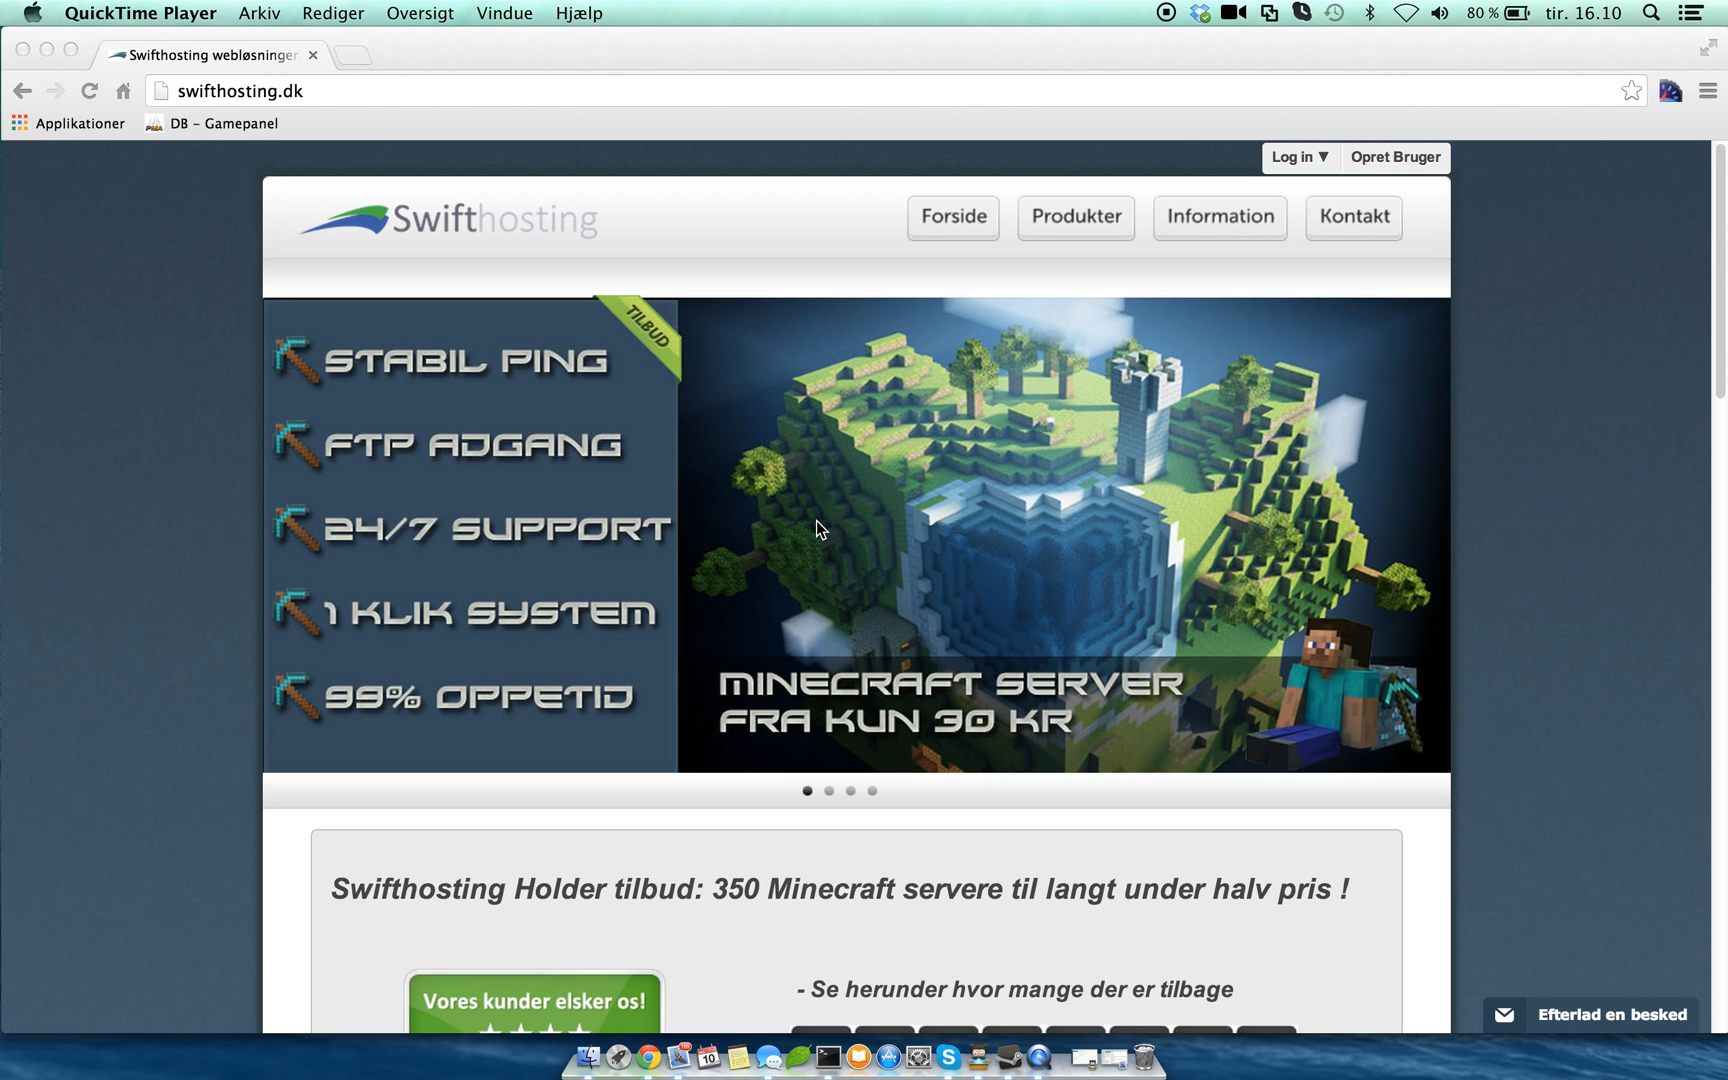 QuickTime Player Arkiv Rediger Oversigt Vindue Hjælp 80 % tir. 16.10
Swifthosting webløsninger
swifthosting.dk
Applikationer DB - Gamepanel
Log in ▼ Opret Bruger
Swifthosting Forside Produkter Information Kontakt
TILBUD
STABIL PING
FTP ADGANG
24/7 SUPPORT
1 KLIK SYSTEM
99% OPPETID
MINECRAFT SERVER
FRA KUN 30 KR
Swifthosting Holder tilbud: 350 Minecraft servere til langt under halv pris !
- Se herunder hvor mange der er tilbage
Vores kunder elsker os!
Efterlad en besked